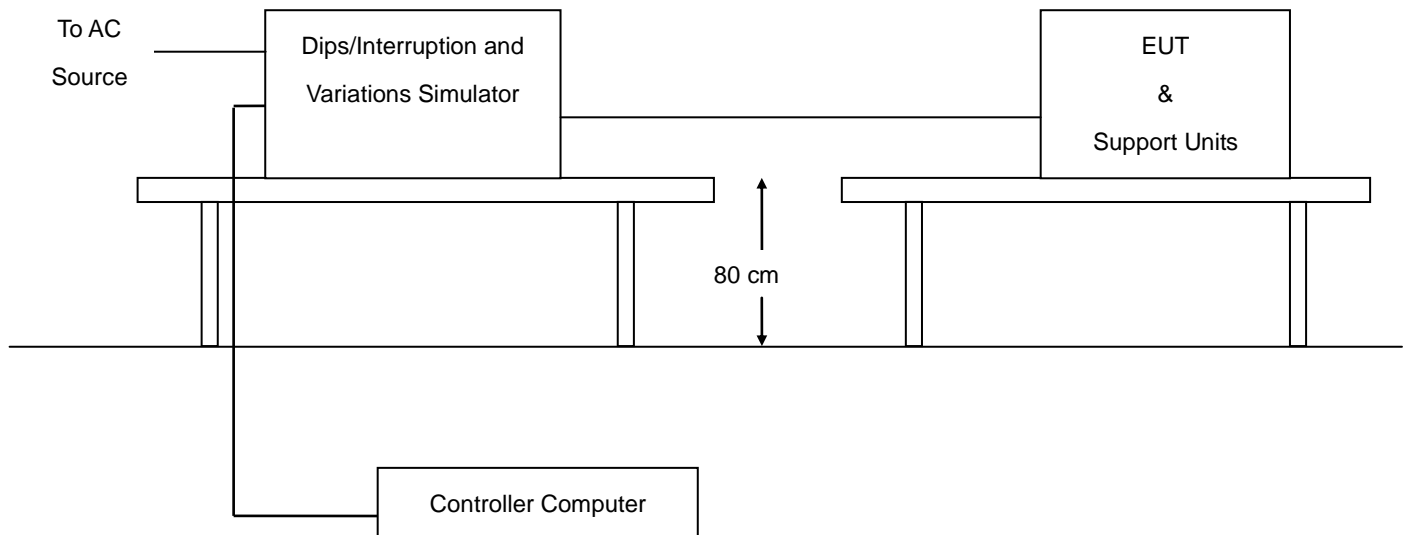 To AC
Source
Dips/Interruption and
Variations Simulator
EUT
&
Support Units
80 cm
Controller Computer